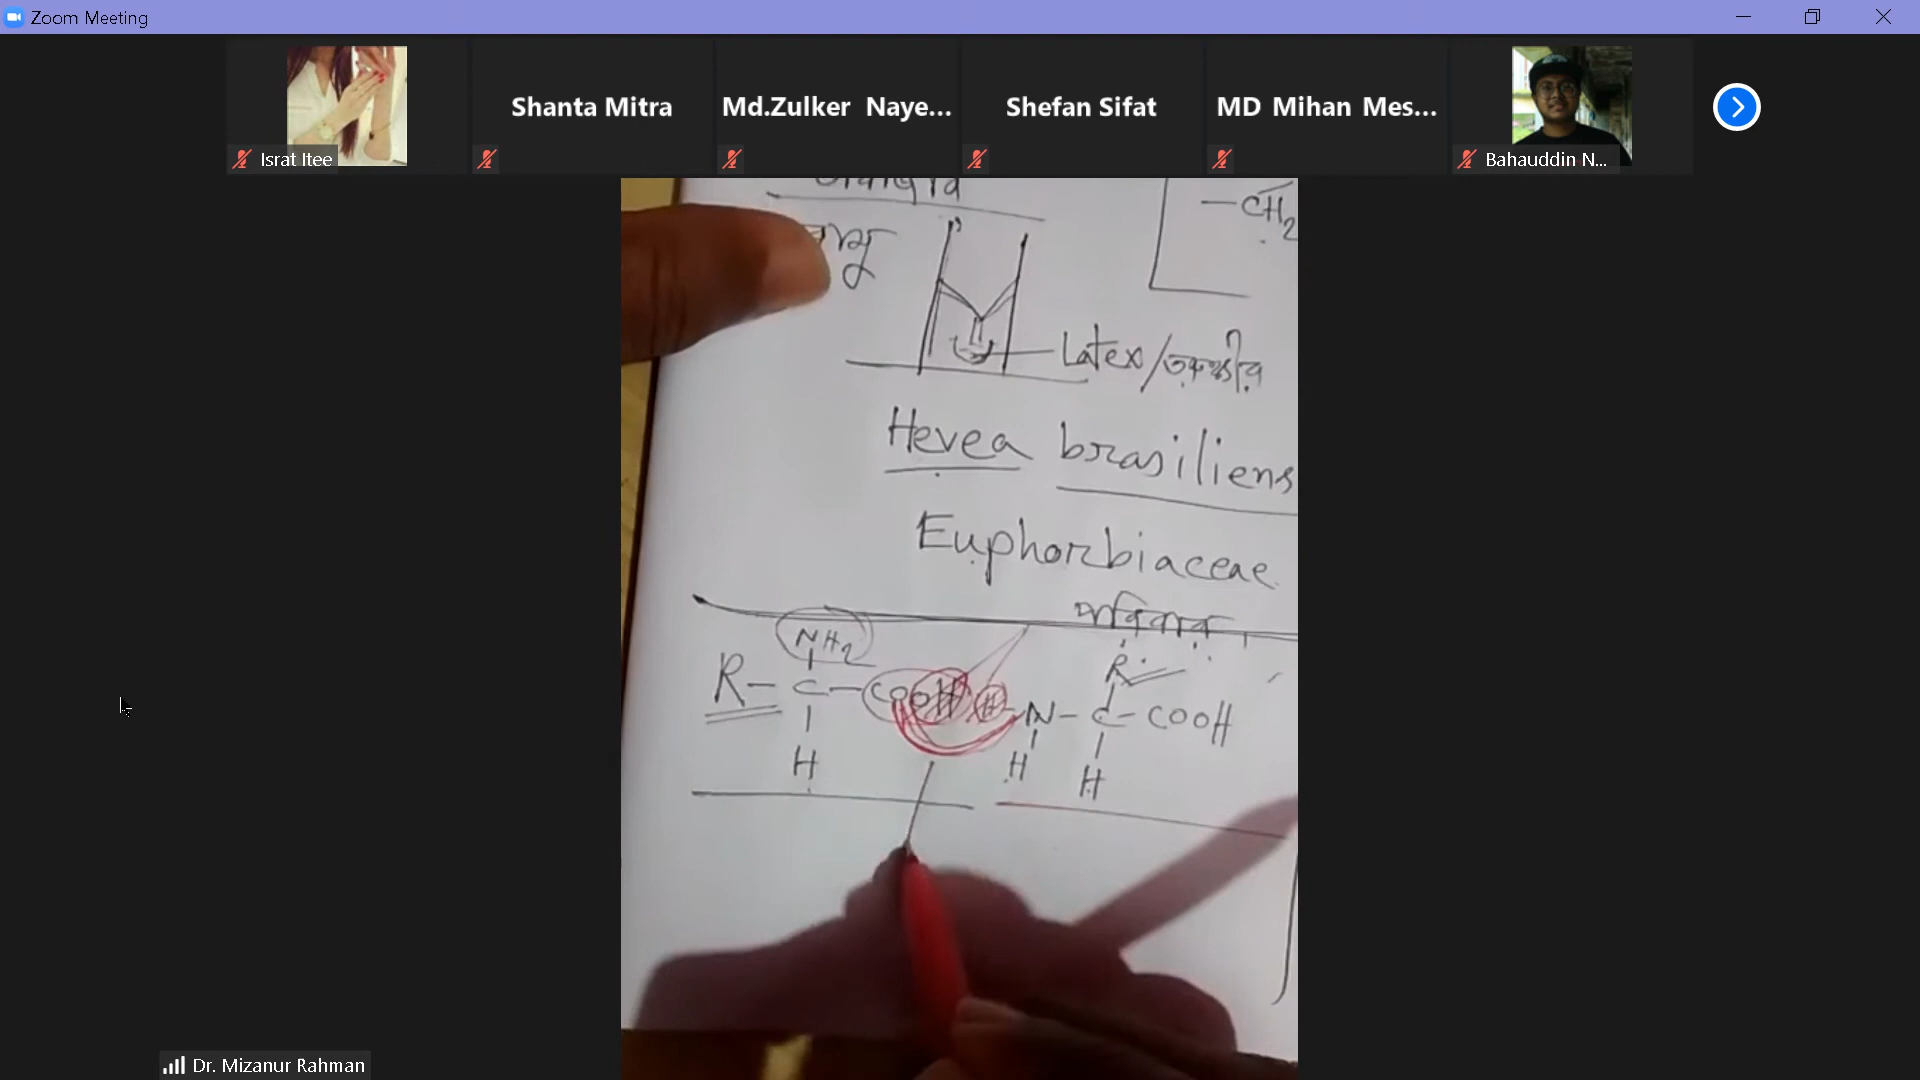 Zoom Meeting
Israt Itee
Shanta Mitra
Md.Zulker Naye...
Shefan Sifat
MD Mihan Mes...
Bahauddin N...
—CH2
Latex/তরুক্ষীর
Hevea brasiliens
Euphorbiaceae
NH2 R
R— C —COOH H—N— C— COOH
H H H
Dr. Mizanur Rahman